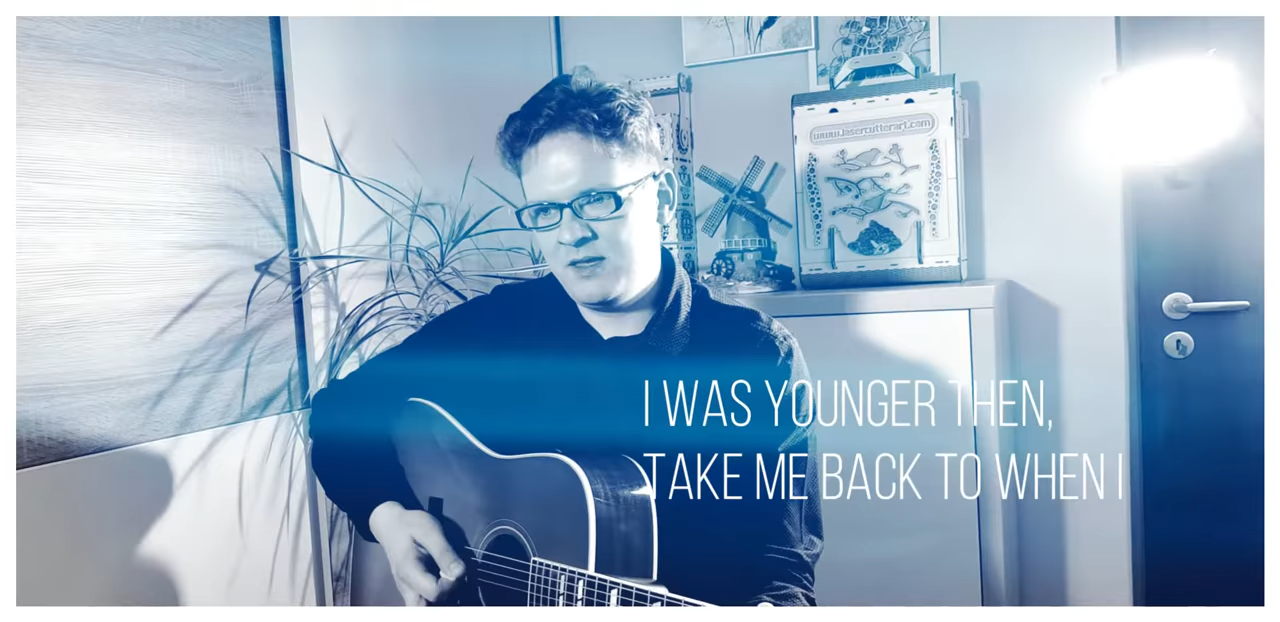 www.lasercutterart.com
I WAS YOUNGER THEN,
TAKE ME BACK TO WHEN I